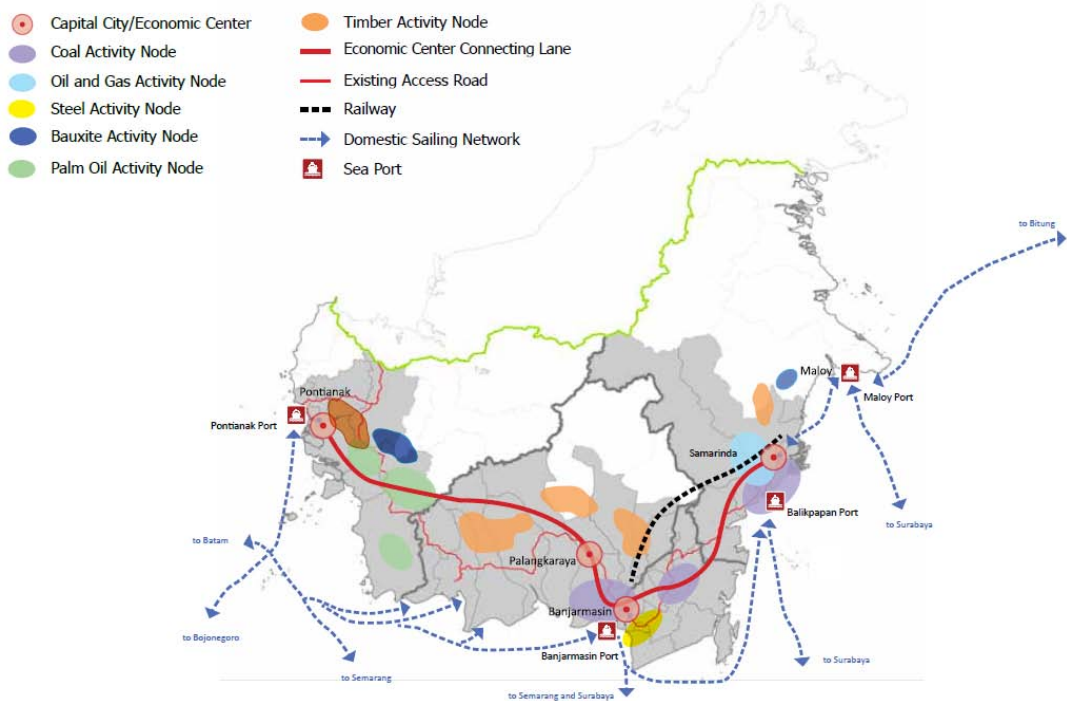 Capital City/Economic Center
Coal Activity Node
Oil and Gas Activity Node
Steel Activity Node
Bauxite Activity Node
Palm Oil Activity Node
Timber Activity Node
Economic Center Connecting Lane
Existing Access Road
Railway
Domestic Sailing Network
Sea Port
to Bitung
Maloy
Maloy Port
Pontianak
Pontianak Port
Samarinda
Balikpapan Port
to Surabaya
to Batam
Palangkaraya
Banjarmasin
to Bojonegoro
Banjarmasin Port
to Surabaya
to Semarang
to Semarang and Surabaya